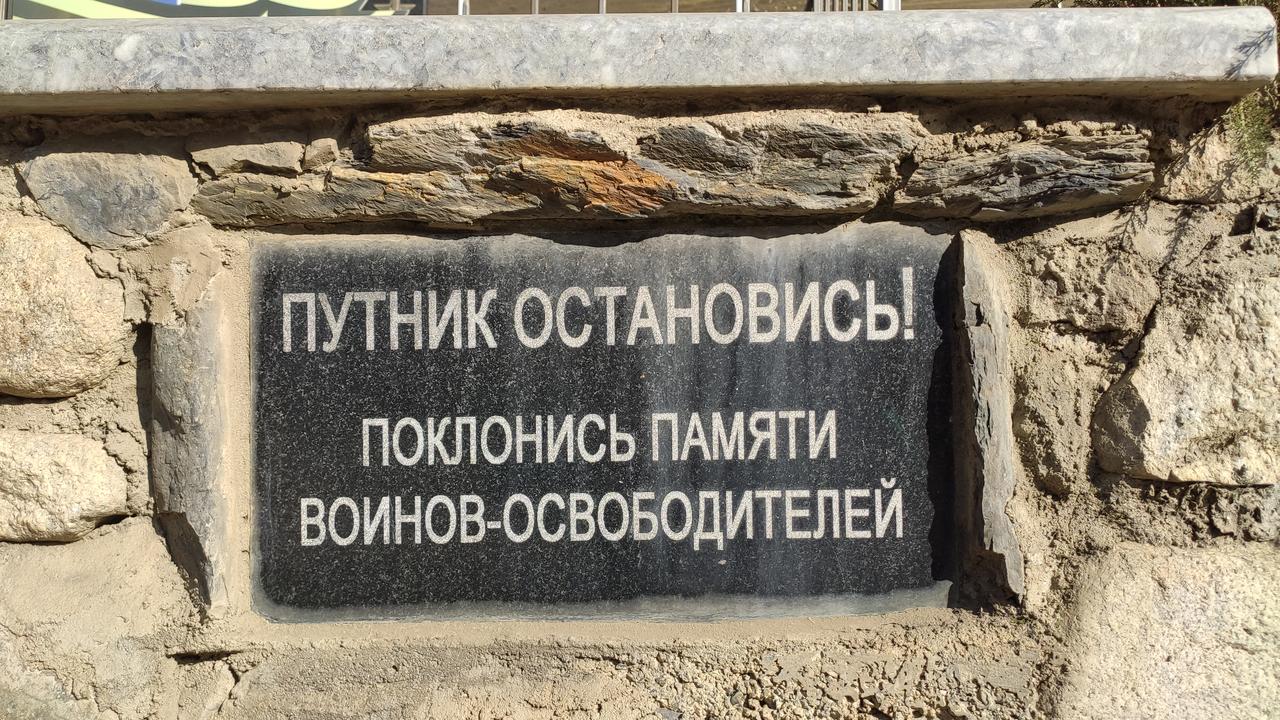 ПУТНИК ОСТАНОВИСЬ!
ПОКЛОНИСЬ ПАМЯТИ
ВОИНОВ-ОСВОБОДИТЕЛЕЙ